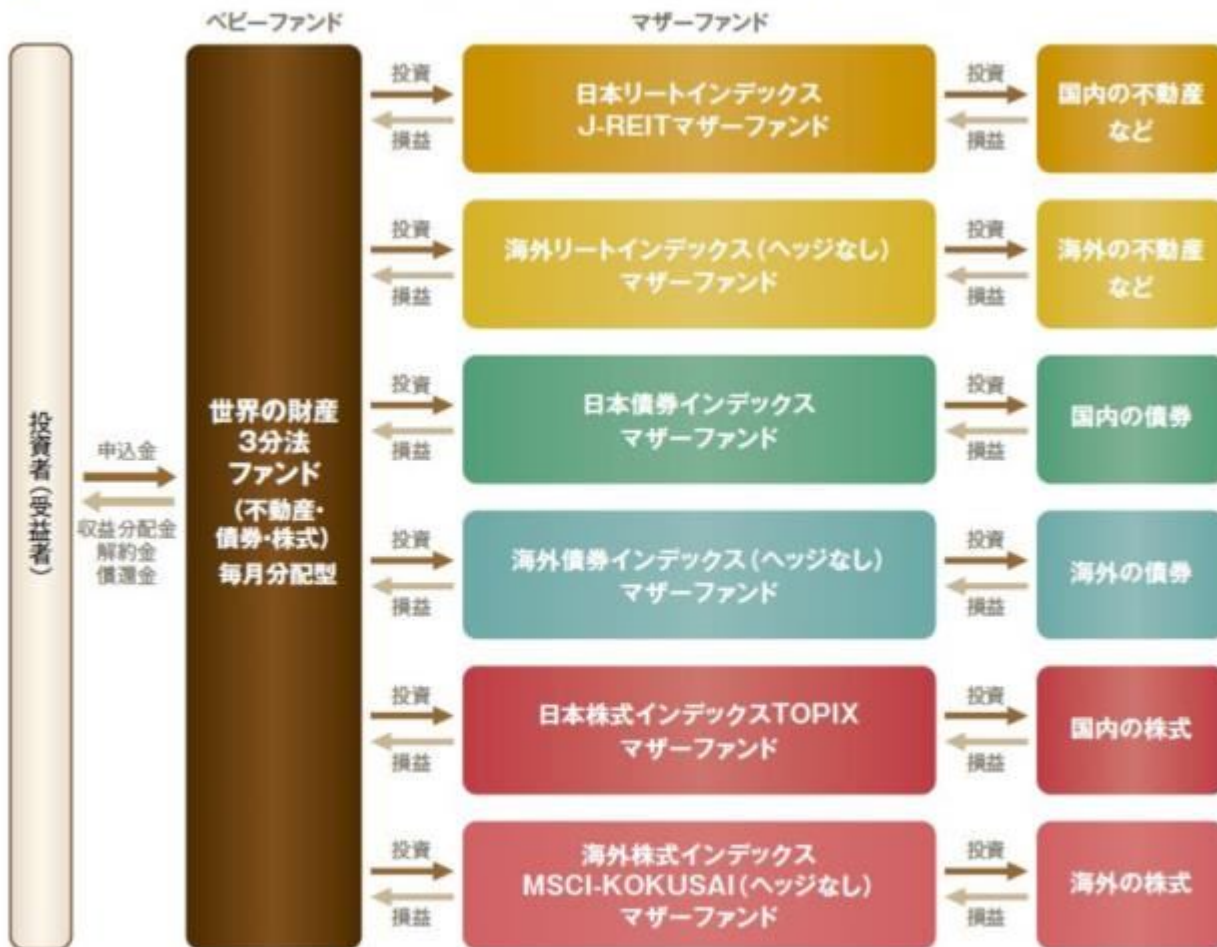 ベビーファンド
マザーファンド
投資者(受益者)
申込金
収益分配金
解約金
償還金
世界の財産
3分法
ファンド
(不動産・
債券・株式)
毎月分配型
投資
損益
日本リートインデックス
J-REITマザーファンド
投資
損益
国内の不動産
など
投資
損益
海外リートインデックス(ヘッジなし)
マザーファンド
投資
損益
海外の不動産
など
投資
損益
日本債券インデックス
マザーファンド
投資
損益
国内の債券
投資
損益
海外債券インデックス(ヘッジなし)
マザーファンド
投資
損益
海外の債券
投資
損益
日本株式インデックスTOPIX
マザーファンド
投資
損益
国内の株式
投資
損益
海外株式インデックス
MSCI-KOKUSAI(ヘッジなし)
マザーファンド
投資
損益
海外の株式